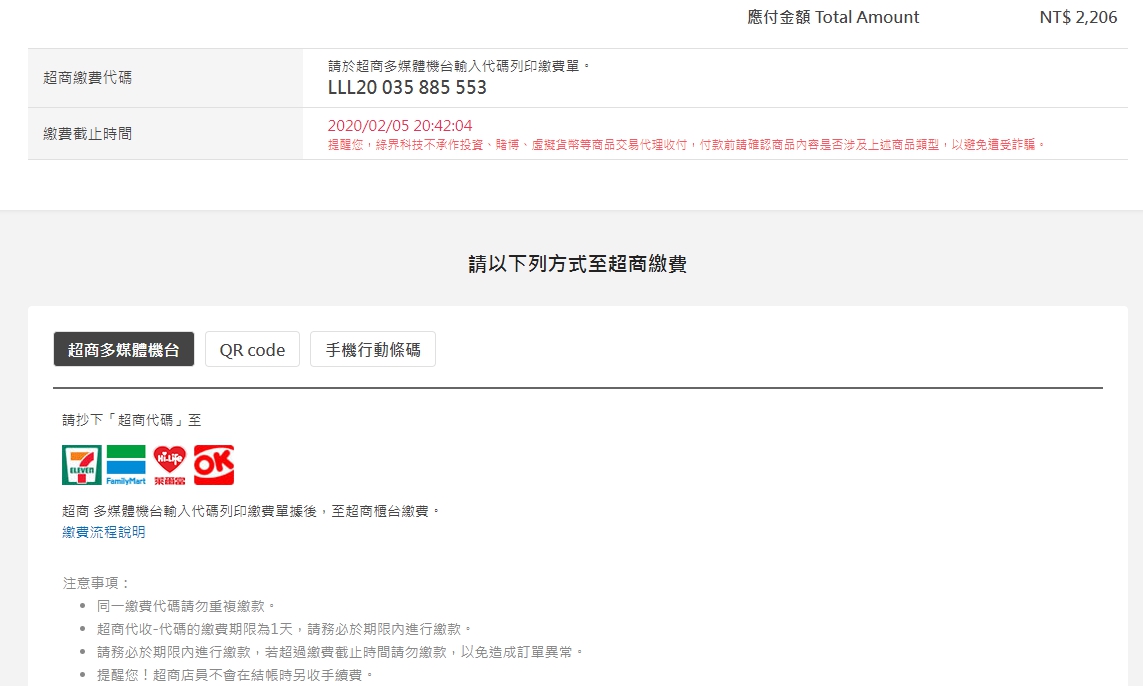 應付金額 Total Amount NT$ 2,206
超商繳費代碼
請於超商多媒體機台輸入代碼列印繳費單。
LLL20 035 885 553
繳費截止時間
2020/02/05 20:42:04
提醒您，綠界科技不承作投資、賭博、虛擬貨幣等商品交易代理收付，付款前請確認商品內容是否涉及上述商品類型，以避免遭受詐騙。
請以下列方式至超商繳費
超商多媒體機台 QR code 手機行動條碼
請抄下「超商代碼」至
7 ELEVEN FamilyMart Hi-Life 萊爾富 OK
超商 多媒體機台輸入代碼列印繳費單據後，至超商櫃台繳費。
繳費流程說明
注意事項：
同一繳費代碼請勿重複繳款。
超商代收-代碼的繳費期限為1天，請務必於期限內進行繳款。
請務必於期限內進行繳款，若超過繳費截止時間請勿繳款，以免造成訂單異常。
提醒您！超商店員不會在結帳時另收手續費。